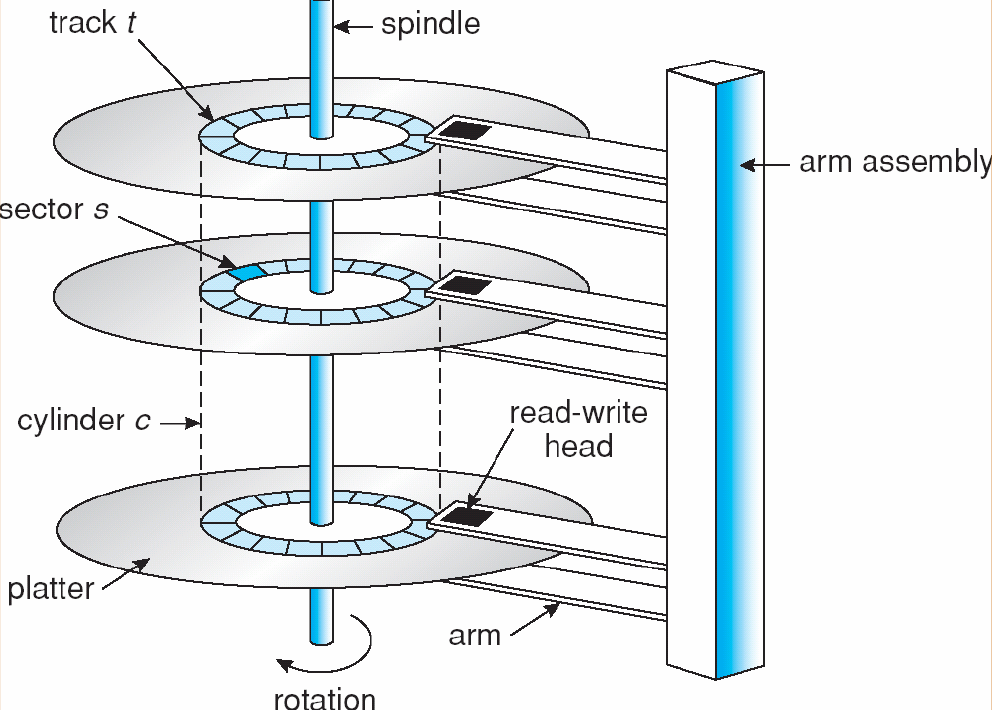 track t
spindle
arm assembly
sector s
cylinder c
read-write
head
platter
arm
rotation